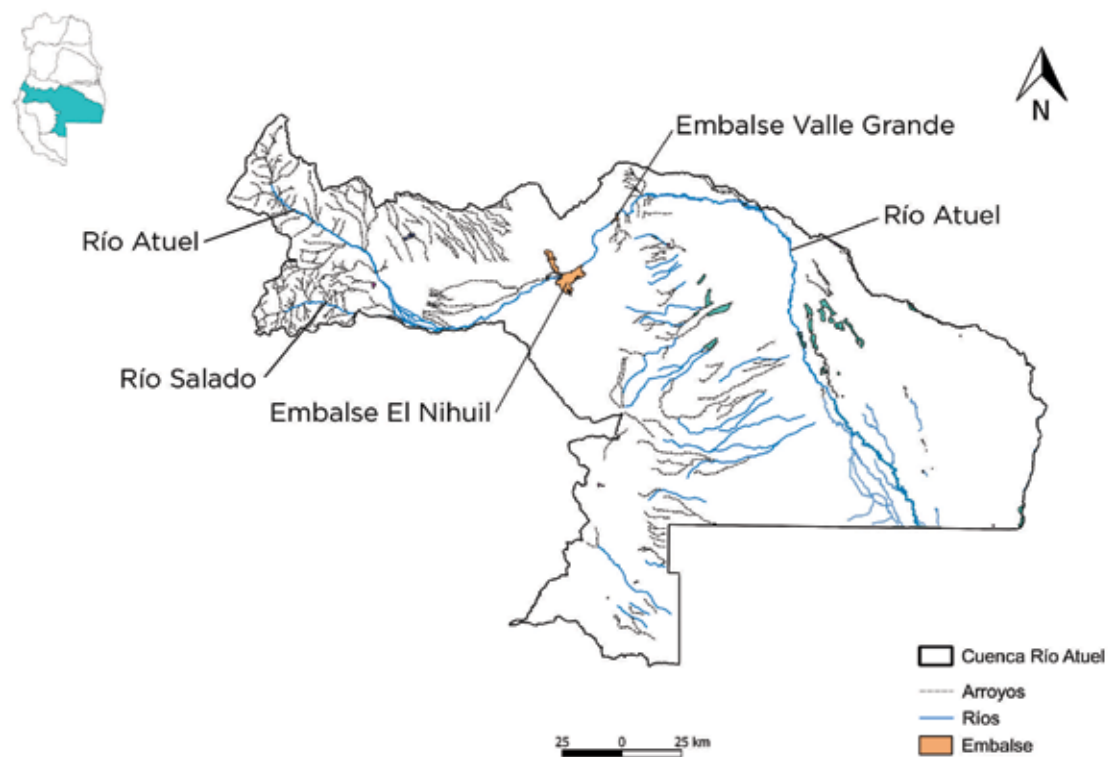 N
Embalse Valle Grande
Río Atuel
Río Atuel
Río Salado
Embalse El Nihuil
Cuenca Río Atuel
Arroyos
Ríos
Embalse
25 0 25 km